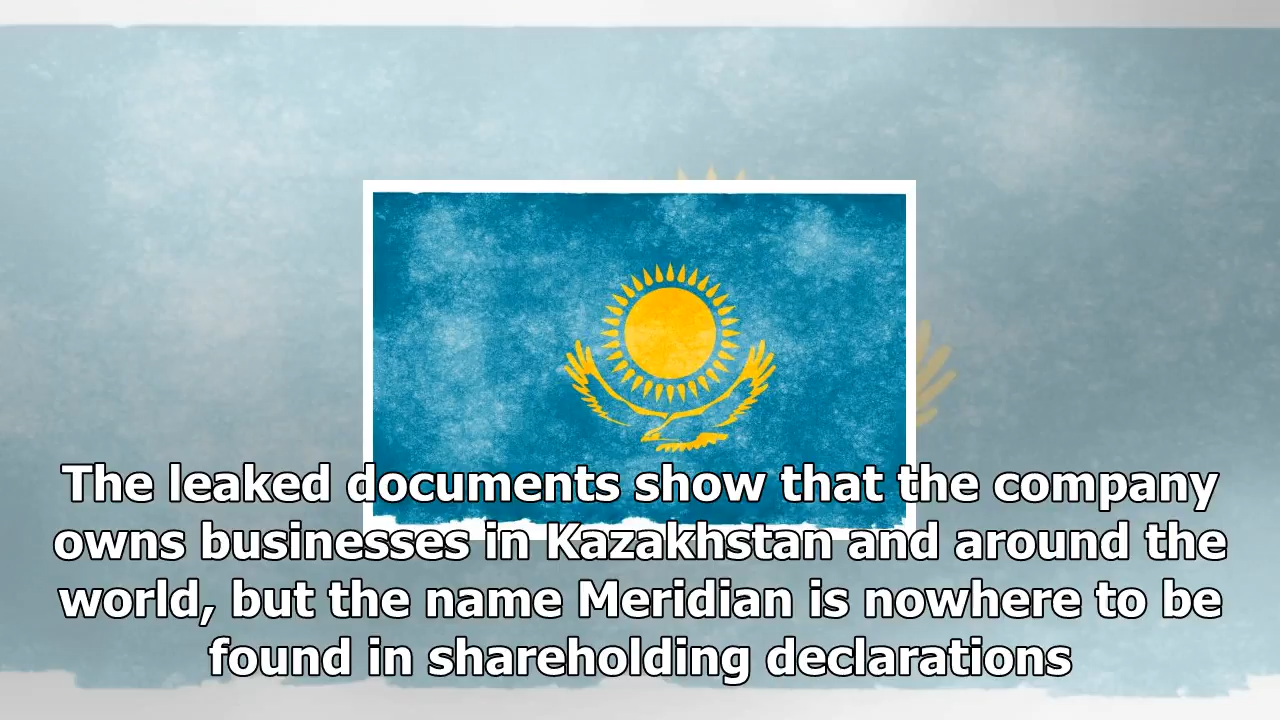 The leaked documents show that the company
owns businesses in Kazakhstan and around the
world, but the name Meridian is nowhere to be
found in shareholding declarations